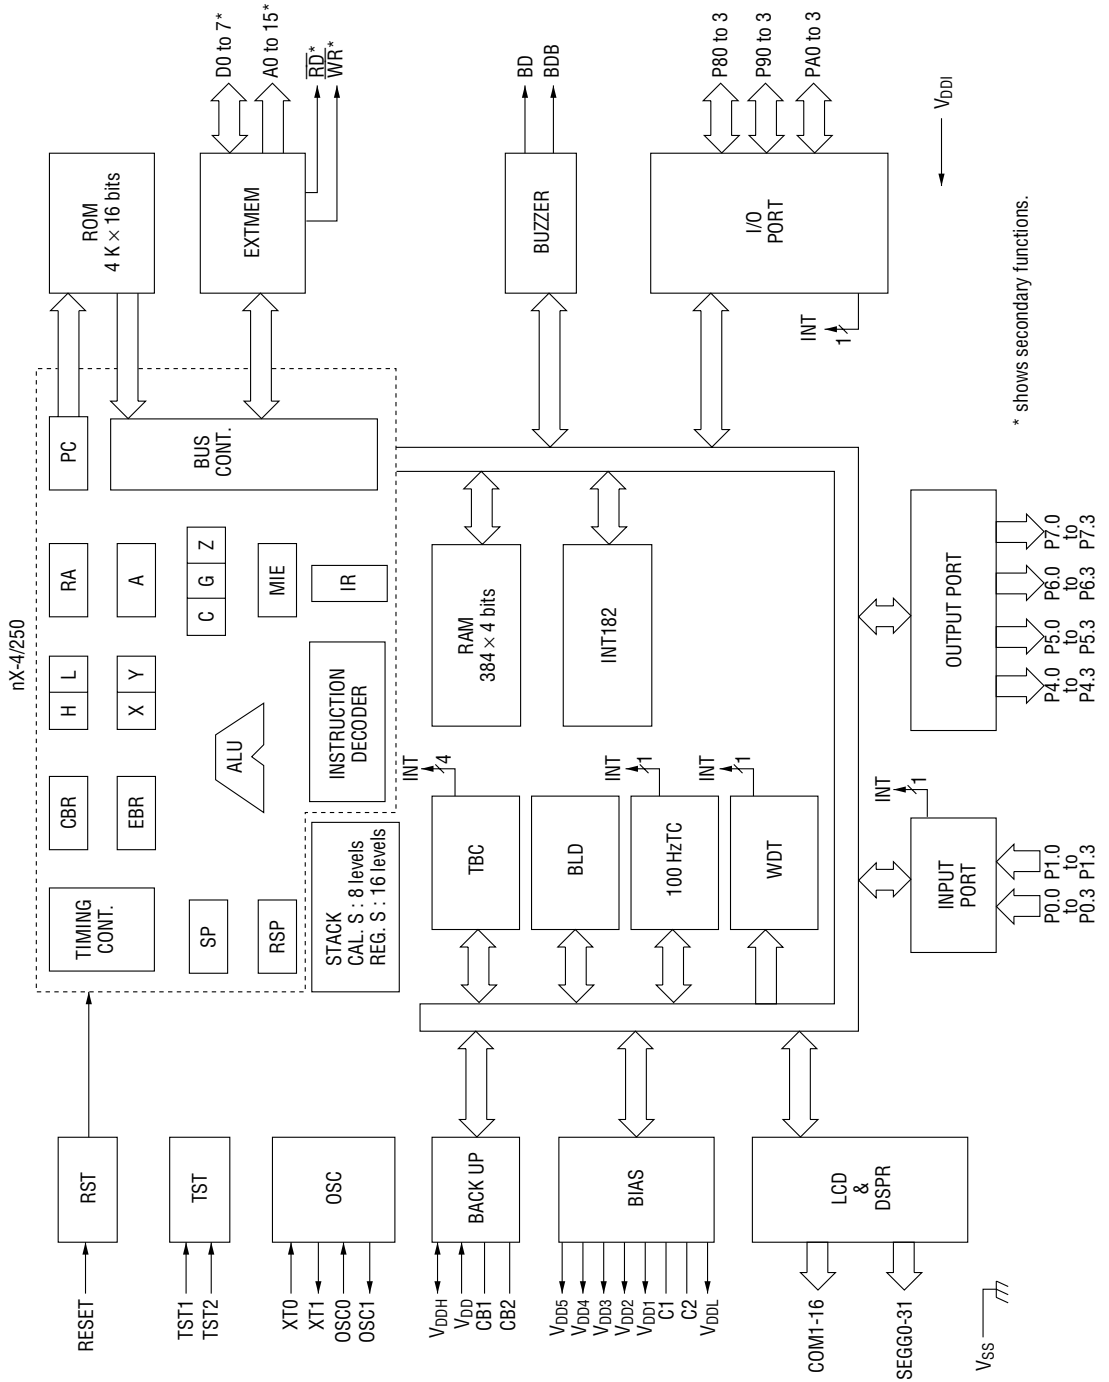 nX-4/250
TIMING
CONT.
CBR
H
L
RA
PC
ROM
4 K × 16 bits
EBR
X
Y
A
SP
ALU
C
G
Z
BUS
CONT.
EXTMEM
D0 to 7*
A0 to 15*
RD*
WR*
RSP
MIE
INSTRUCTION
DECODER
IR
STACK
CAL. S : 8 levels
REG. S : 16 levels
RESET
RST
TST1
TST2
TST
XT0
XT1
OSC0
OSC1
OSC
VDDH
VDD
CB1
CB2
BACK UP
TBC
INT
4
RAM
384 × 4 bits
BUZZER
BD
BDB
VDD5
VDD4
VDD3
VDD2
VDD1
C1
C2
VDDL
BIAS
BLD
INT182
100 HzTC
INT
1
WDT
INT
1
I/O
PORT
P80 to 3
P90 to 3
PA0 to 3
INT
1
LCD
&
DSPR
COM1-16
SEGG0-31
INPUT
PORT
INT
1
P0.0
to
P0.3
P1.0
to
P1.3
OUTPUT PORT
P4.0
to
P4.3
P5.0
to
P5.3
P6.0
to
P6.3
P7.0
to
P7.3
VSS
VDDI
* shows secondary functions.